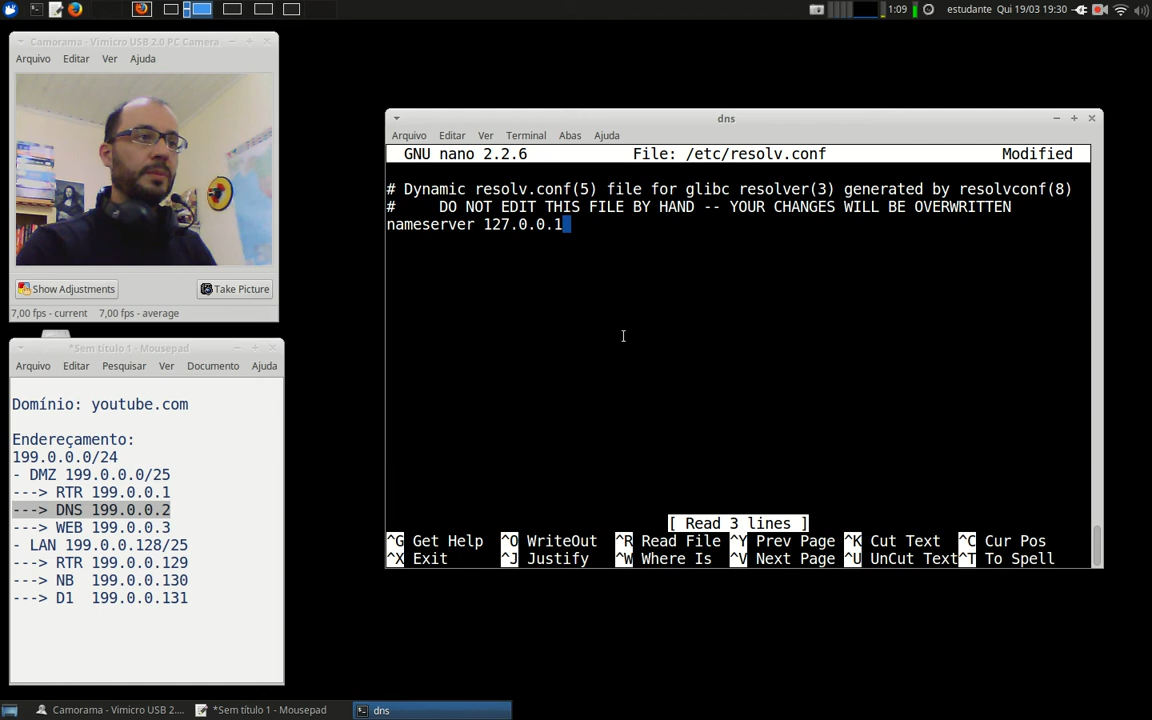 1:09 estudante Qui 19/03 19:30
Camorama - Vimicro USB 2.0 PC Camera
Arquivo Editar Ver Ajuda
Show Adjustments Take Picture
7,00 fps - current 7,00 fps - average
*Sem título 1 - Mousepad
Arquivo Editar Pesquisar Ver Documento Ajuda
Domínio: youtube.com
Endereçamento:
199.0.0.0/24
- DMZ 199.0.0.0/25
---> RTR 199.0.0.1
---> DNS 199.0.0.2
---> WEB 199.0.0.3
- LAN 199.0.0.128/25
---> RTR 199.0.0.129
---> NB 199.0.0.130
---> D1 199.0.0.131
dns
Arquivo Editar Ver Terminal Abas Ajuda
GNU nano 2.2.6 File: /etc/resolv.conf Modified
# Dynamic resolv.conf(5) file for glibc resolver(3) generated by resolvconf(8)
# DO NOT EDIT THIS FILE BY HAND -- YOUR CHANGES WILL BE OVERWRITTEN
nameserver 127.0.0.1
[ Read 3 lines ]
^G Get Help ^O WriteOut ^R Read File ^Y Prev Page ^K Cut Text ^C Cur Pos
^X Exit ^J Justify ^W Where Is ^V Next Page ^U UnCut Text ^T To Spell
Camorama - Vimicro USB 2.... *Sem título 1 - Mousepad dns